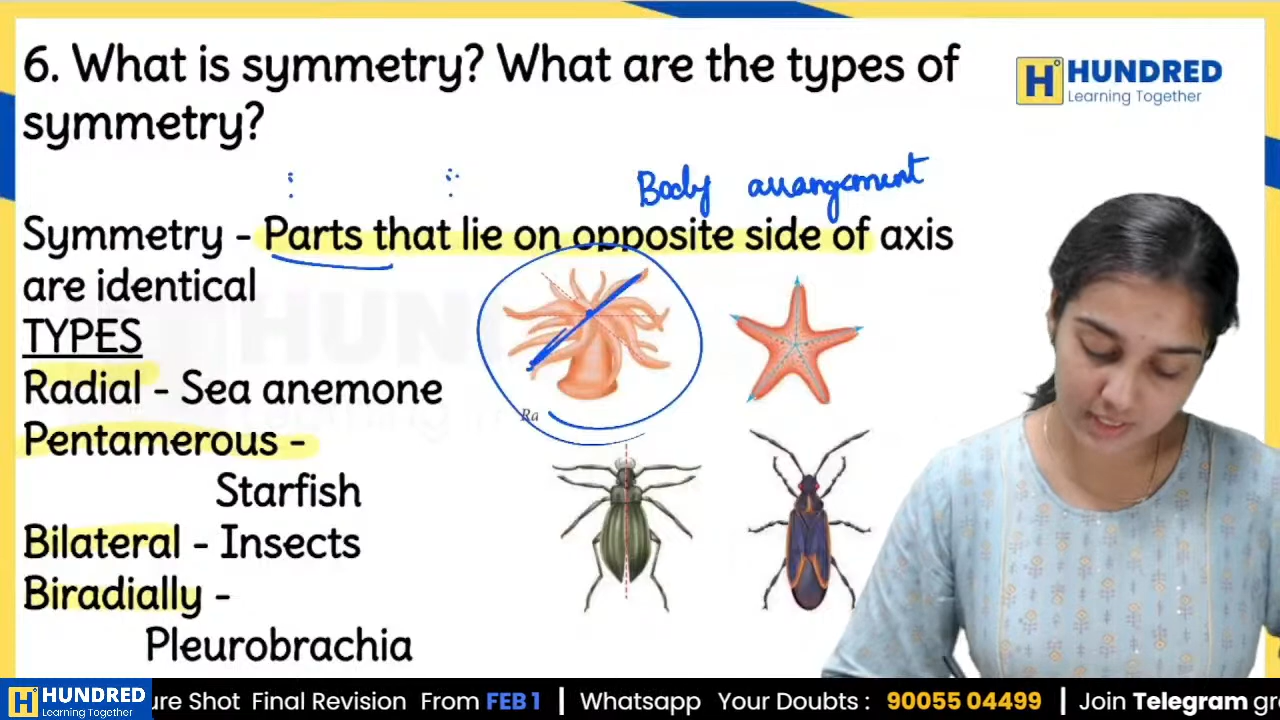 6. What is symmetry? What are the types of
symmetry?
HUNDRED
Learning Together
Body arrangement
Symmetry - Parts that lie on opposite side of axis
are identical
TYPES
Radial - Sea anemone
Ra
Pentamerous -
Starfish
Bilateral - Insects
Biradially -
Pleurobrachia
HUNDRED
Learning Together
ure Shot Final Revision From FEB 1 | Whatsapp Your Doubts : 90055 04499 | Join Telegram gr